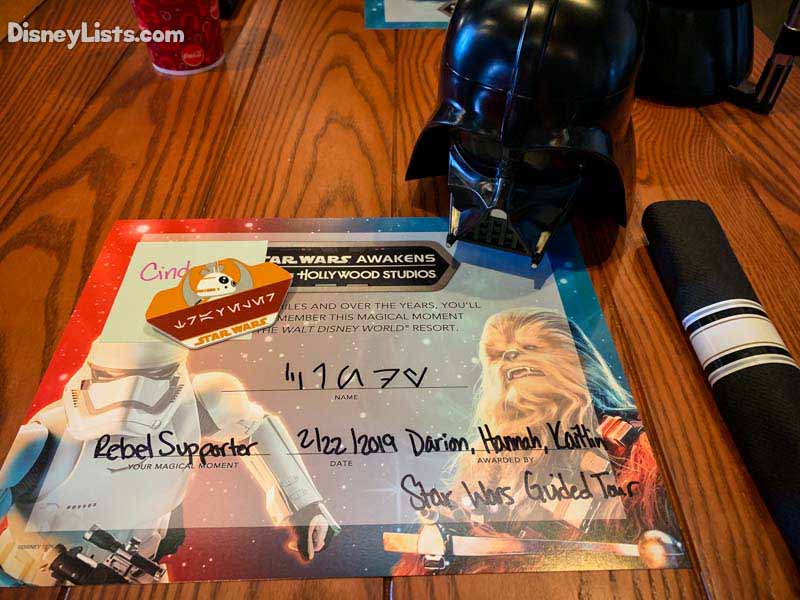 DisneyLists.com
STAR WARS AWAKENS
HOLLYWOOD STUDIOS
Cind
MILES AND OVER THE YEARS, YOU'LL
REMEMBER THIS MAGICAL MOMENT
THE WALT DISNEY WORLD® RESORT.
STAR WARS
NAME
Rebel Supporter 2/22/2019 Darion, Hannah, Kaitlin
YOUR MAGICAL MOMENT DATE AWARDED BY
Star Wars Guided Tour